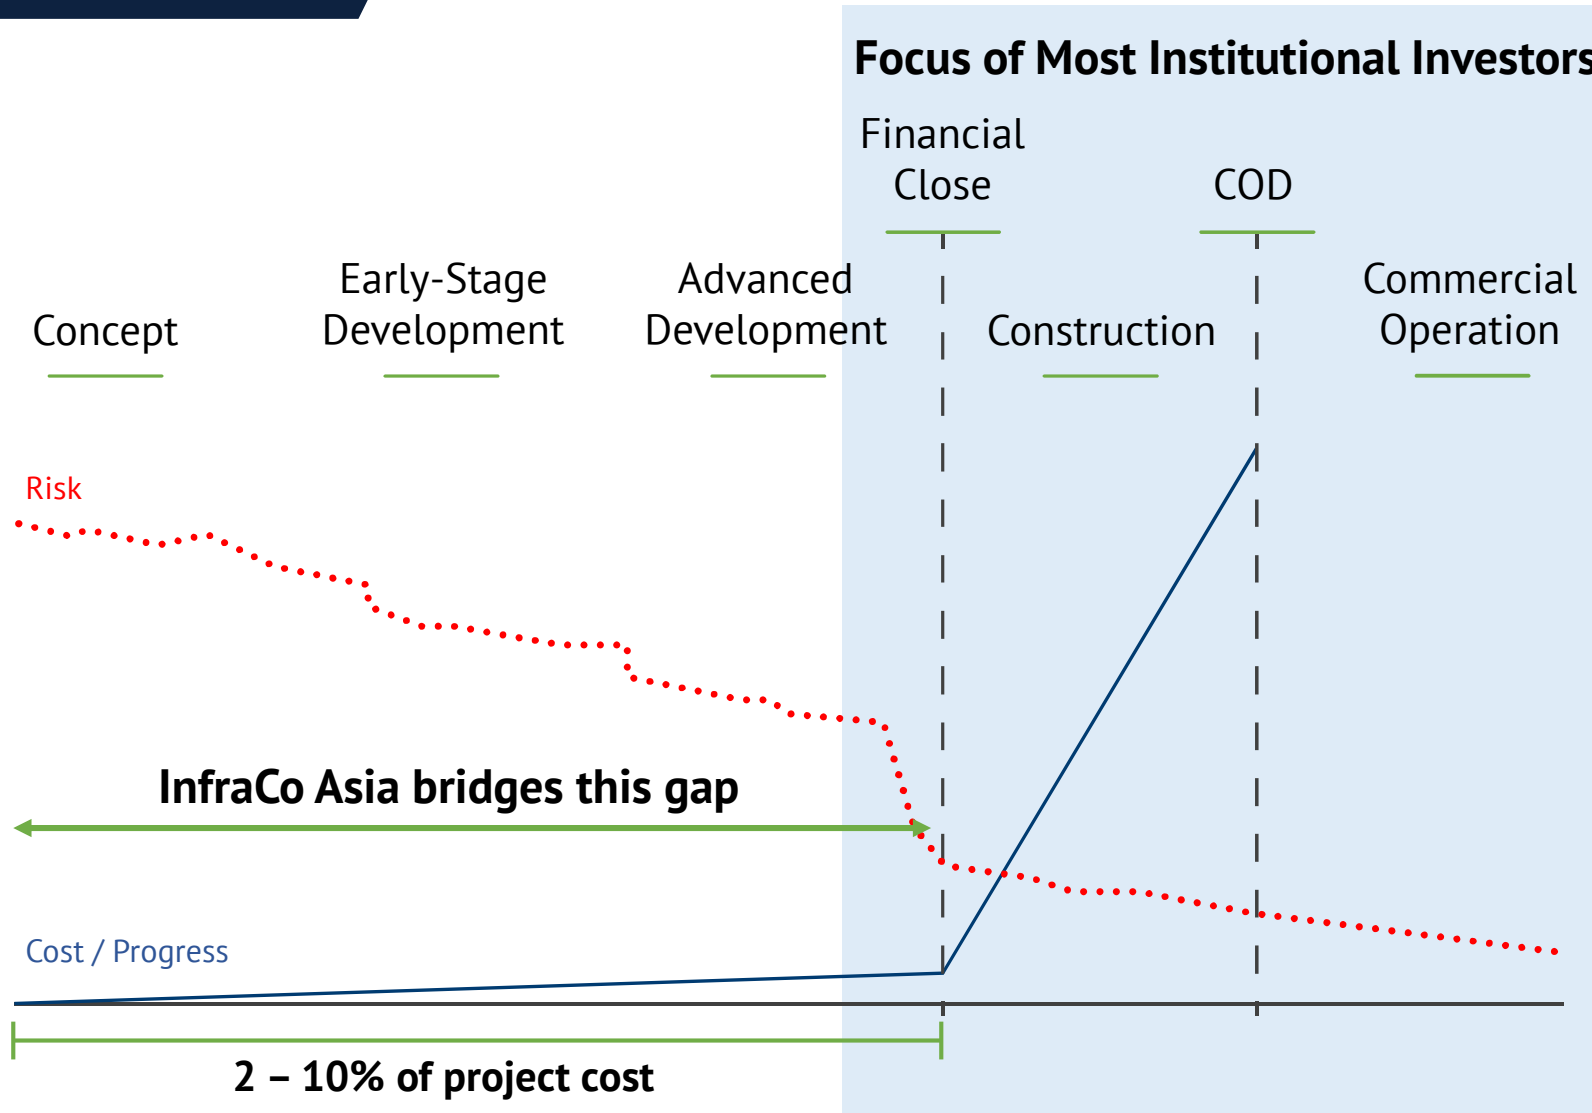 Focus of Most Institutional Investors
Financial
Close
COD
Concept
Early-Stage
Development
Advanced
Development
Construction
Commercial
Operation
Risk
InfraCo Asia bridges this gap
Cost / Progress
2 – 10% of project cost